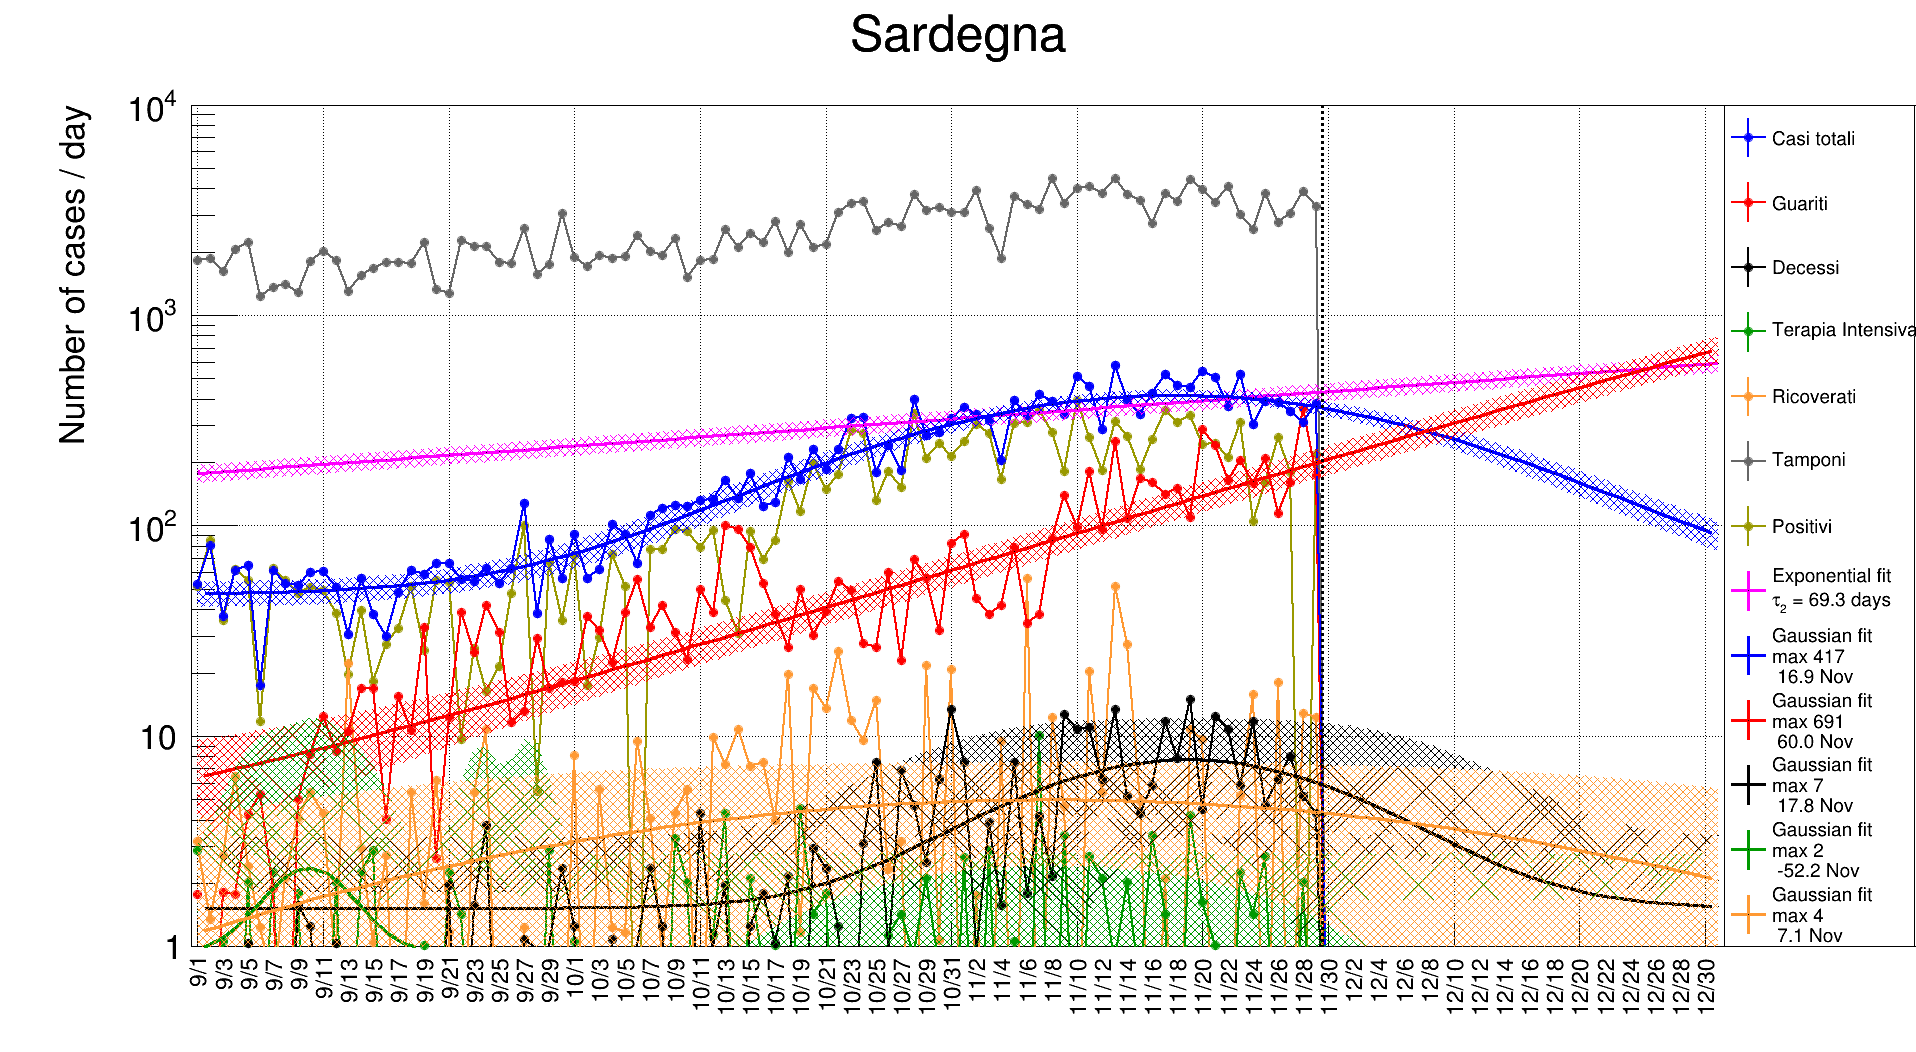 Sardegna
Number of cases / day
10^4
10^3
10^2
10
1
9/1
9/3
9/5
9/7
9/9
9/11
9/13
9/15
9/17
9/19
9/21
9/23
9/25
9/27
9/29
10/1
10/3
10/5
10/7
10/9
10/11
10/13
10/15
10/17
10/19
10/21
10/23
10/25
10/27
10/29
10/31
11/2
11/4
11/6
11/8
11/10
11/12
11/14
11/16
11/18
11/20
11/22
11/24
11/26
11/28
11/30
12/2
12/4
12/6
12/8
12/10
12/12
12/14
12/16
12/18
12/20
12/22
12/24
12/26
12/28
12/30
Casi totali
Guariti
Decessi
Terapia Intensiva
Ricoverati
Tamponi
Positivi
Exponential fit
τ₂ = 69.3 days
Gaussian fit
max 417
16.9 Nov
Gaussian fit
max 691
60.0 Nov
Gaussian fit
max 7
17.8 Nov
Gaussian fit
max 2
-52.2 Nov
Gaussian fit
max 4
7.1 Nov